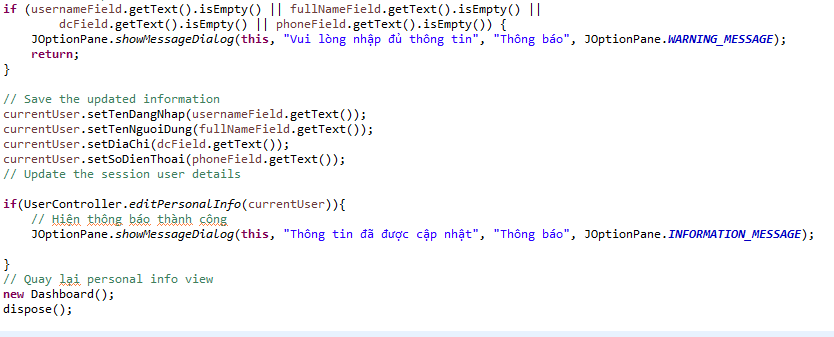 if (usernameField.getText().isEmpty() || fullNameField.getText().isEmpty() ||
dcField.getText().isEmpty() || phoneField.getText().isEmpty()) {
JOptionPane.showMessageDialog(this, "Vui lòng nhập đủ thông tin", "Thông báo", JOptionPane.WARNING_MESSAGE);
return;
}
// Save the updated information
currentUser.setTenDangNhap(usernameField.getText());
currentUser.setTenNguoiDung(fullNameField.getText());
currentUser.setDiaChi(dcField.getText());
currentUser.setSoDienThoai(phoneField.getText());
// Update the session user details
if(UserController.editPersonalInfo(currentUser)){
// Hiện thông báo thành công
JOptionPane.showMessageDialog(this, "Thông tin đã được cập nhật", "Thông báo", JOptionPane.INFORMATION_MESSAGE);
}
// Quay lại personal info view
new Dashboard();
dispose();